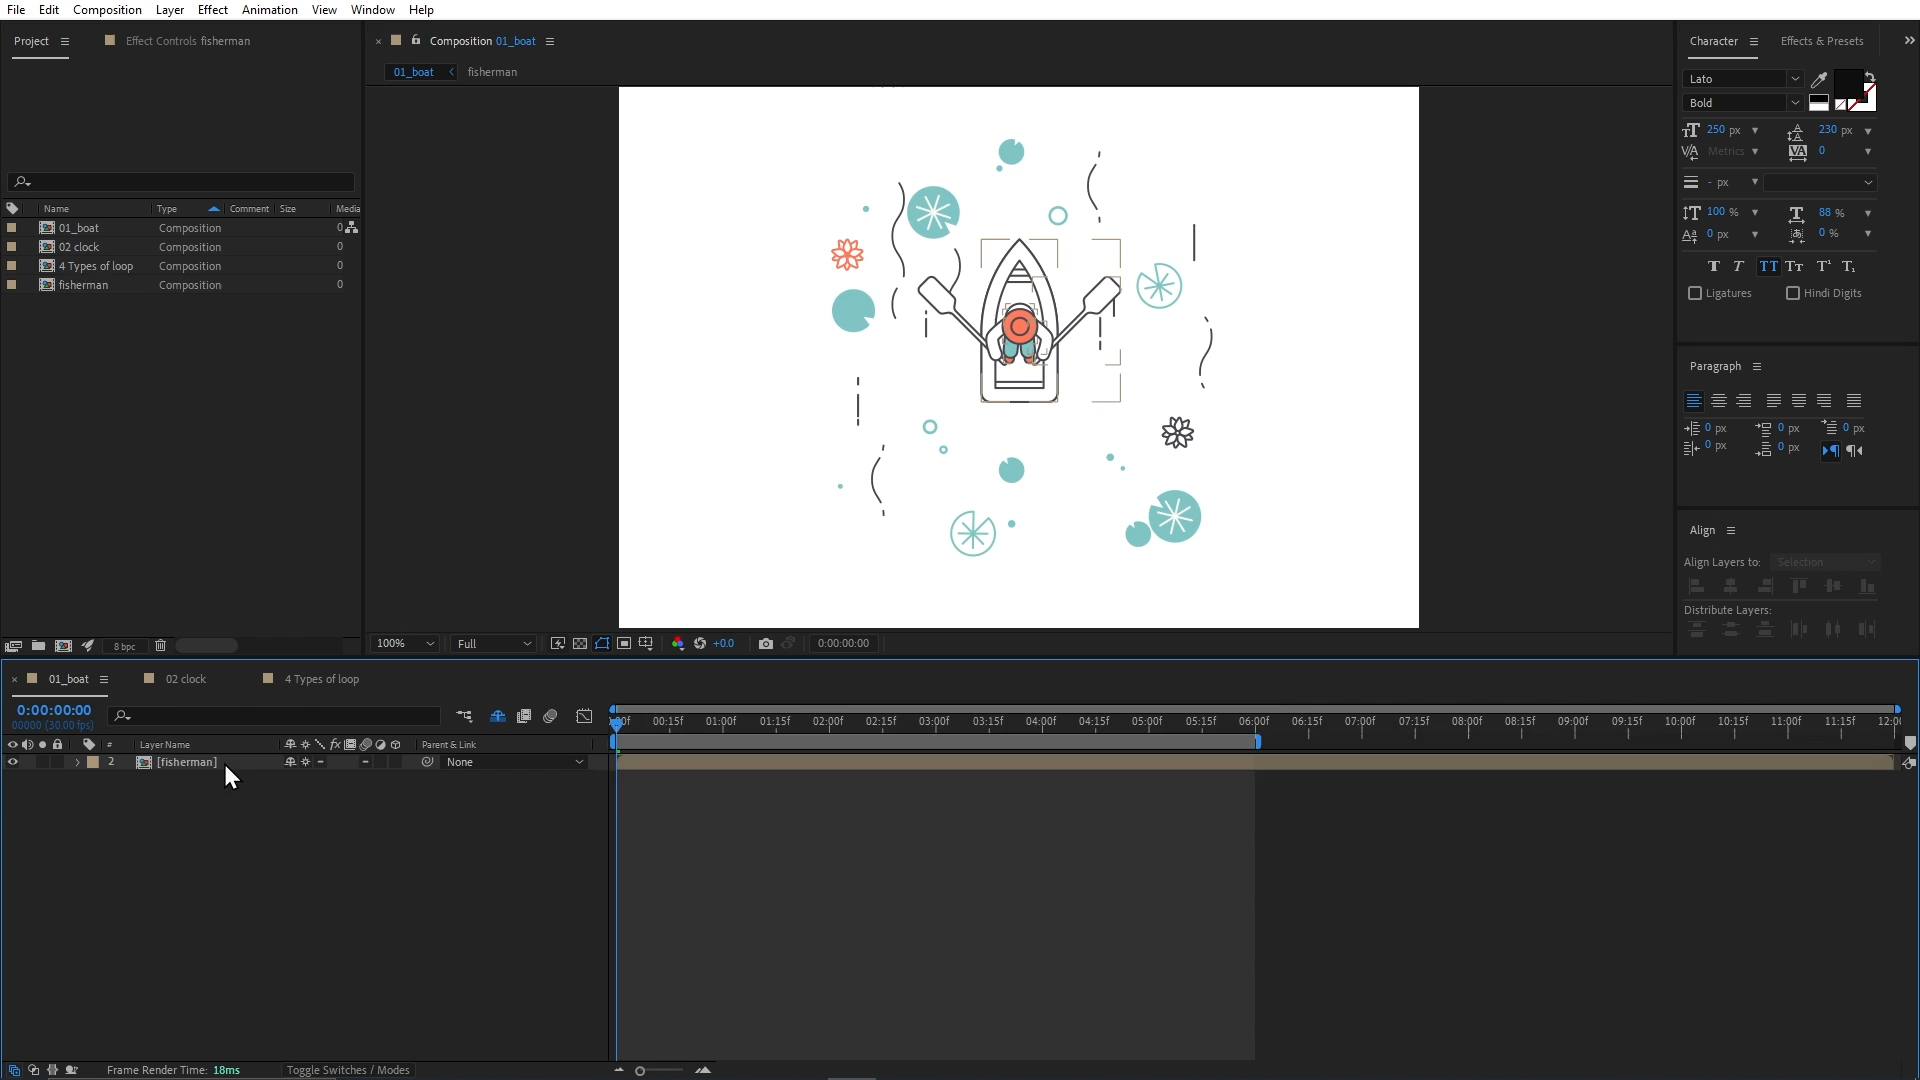 File Edit Composition Layer Effect Animation View Window Help
Project
Effect Controls fisherman
Composition 01_boat
01_boat
fisherman
Name Type Comment Size Media
01_boat Composition 0
02 clock Composition 0
4 Types of loop Composition 0
fisherman Composition 0
8 bpc
100%
Full
+0.0
0:00:00:00
Character
Effects & Presets
Lato
Bold
250 px
230 px
Metrics
0
- px
100 %
88 %
0 px
0 %
TT Tt T¹ T₁
Ligatures
Hindi Digits
Paragraph
0 px 0 px 0 px
0 px 0 px
Align
Align Layers to: Selection
Distribute Layers:
01_boat
02 clock
4 Types of loop
0:00:00:00
00000 (30.00 fps)
00:15f 01:00f 01:15f 02:00f 02:15f 03:00f 03:15f 04:00f 04:15f 05:00f 05:15f 06:00f 06:15f 07:00f 07:15f 08:00f 08:15f 09:00f 09:15f 10:00f 10:15f 11:00f 11:15f 12:0
# Layer Name fx Parent & Link
2 [fisherman] None
Frame Render Time: 18ms
Toggle Switches / Modes